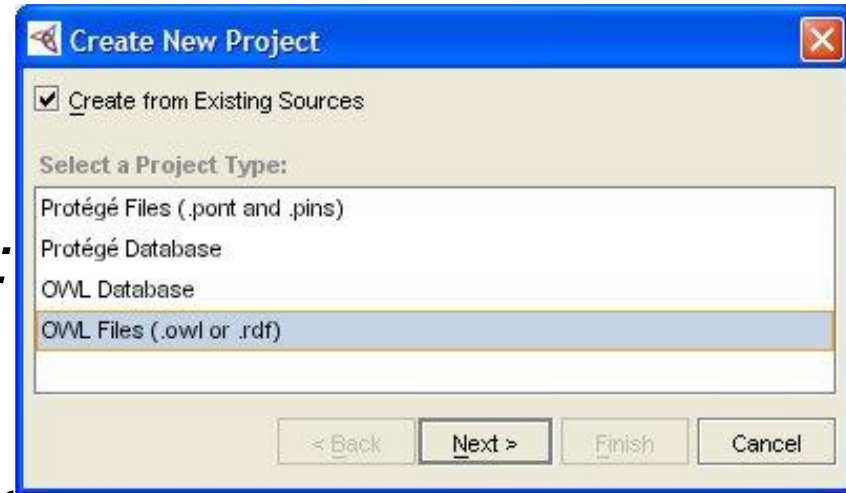 Create New Project
Create from Existing Sources
Select a Project Type:
Protégé Files (.pont and .pins)
Protégé Database
OWL Database
OWL Files (.owl or .rdf)
< Back Next > Finish Cancel